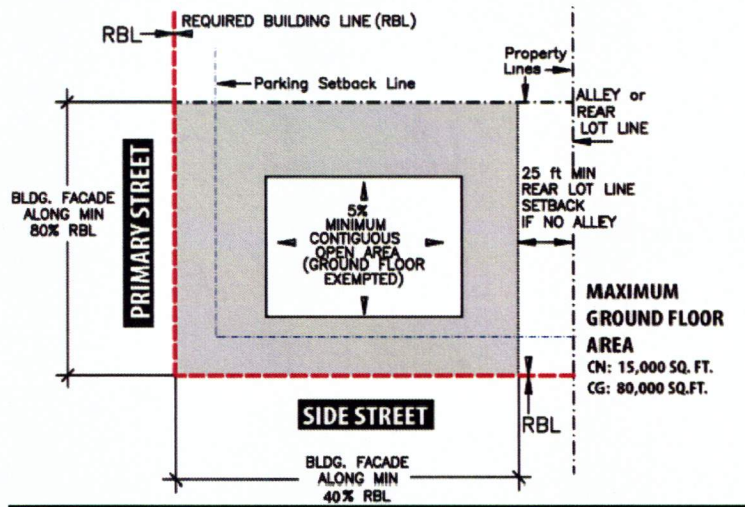 REQUIRED BUILDING LINE (RBL)
RBL
Property
Lines
Parking Setback Line
ALLEY or
REAR
LOT LINE
BLDG. FACADE
ALONG MIN
80% RBL
PRIMARY STREET
5%
MINIMUM
CONTIGUOUS
OPEN AREA
(GROUND FLOOR
EXEMPTED)
25 ft MIN
REAR LOT LINE
SETBACK
IF NO ALLEY
MAXIMUM
GROUND FLOOR
AREA
CN: 15,000 SQ. FT.
CG: 80,000 SQ.FT.
SIDE STREET
RBL
BLDG. FACADE
ALONG MIN
40% RBL